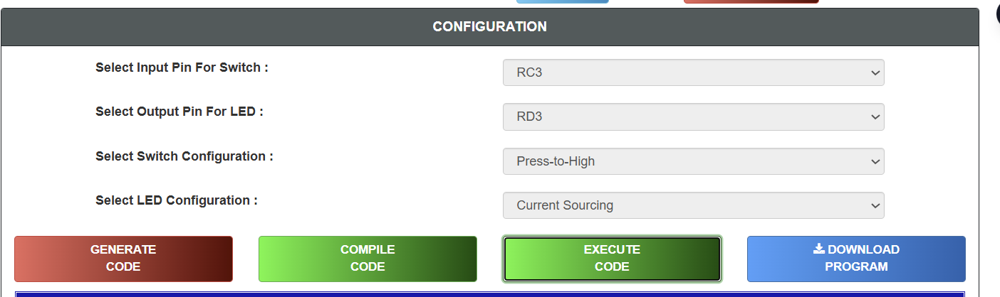 CONFIGURATION
Select Input Pin For Switch :
RC3
Select Output Pin For LED :
RD3
Select Switch Configuration :
Press-to-High
Select LED Configuration :
Current Sourcing
GENERATE
CODE
COMPILE
CODE
EXECUTE
CODE
DOWNLOAD
PROGRAM